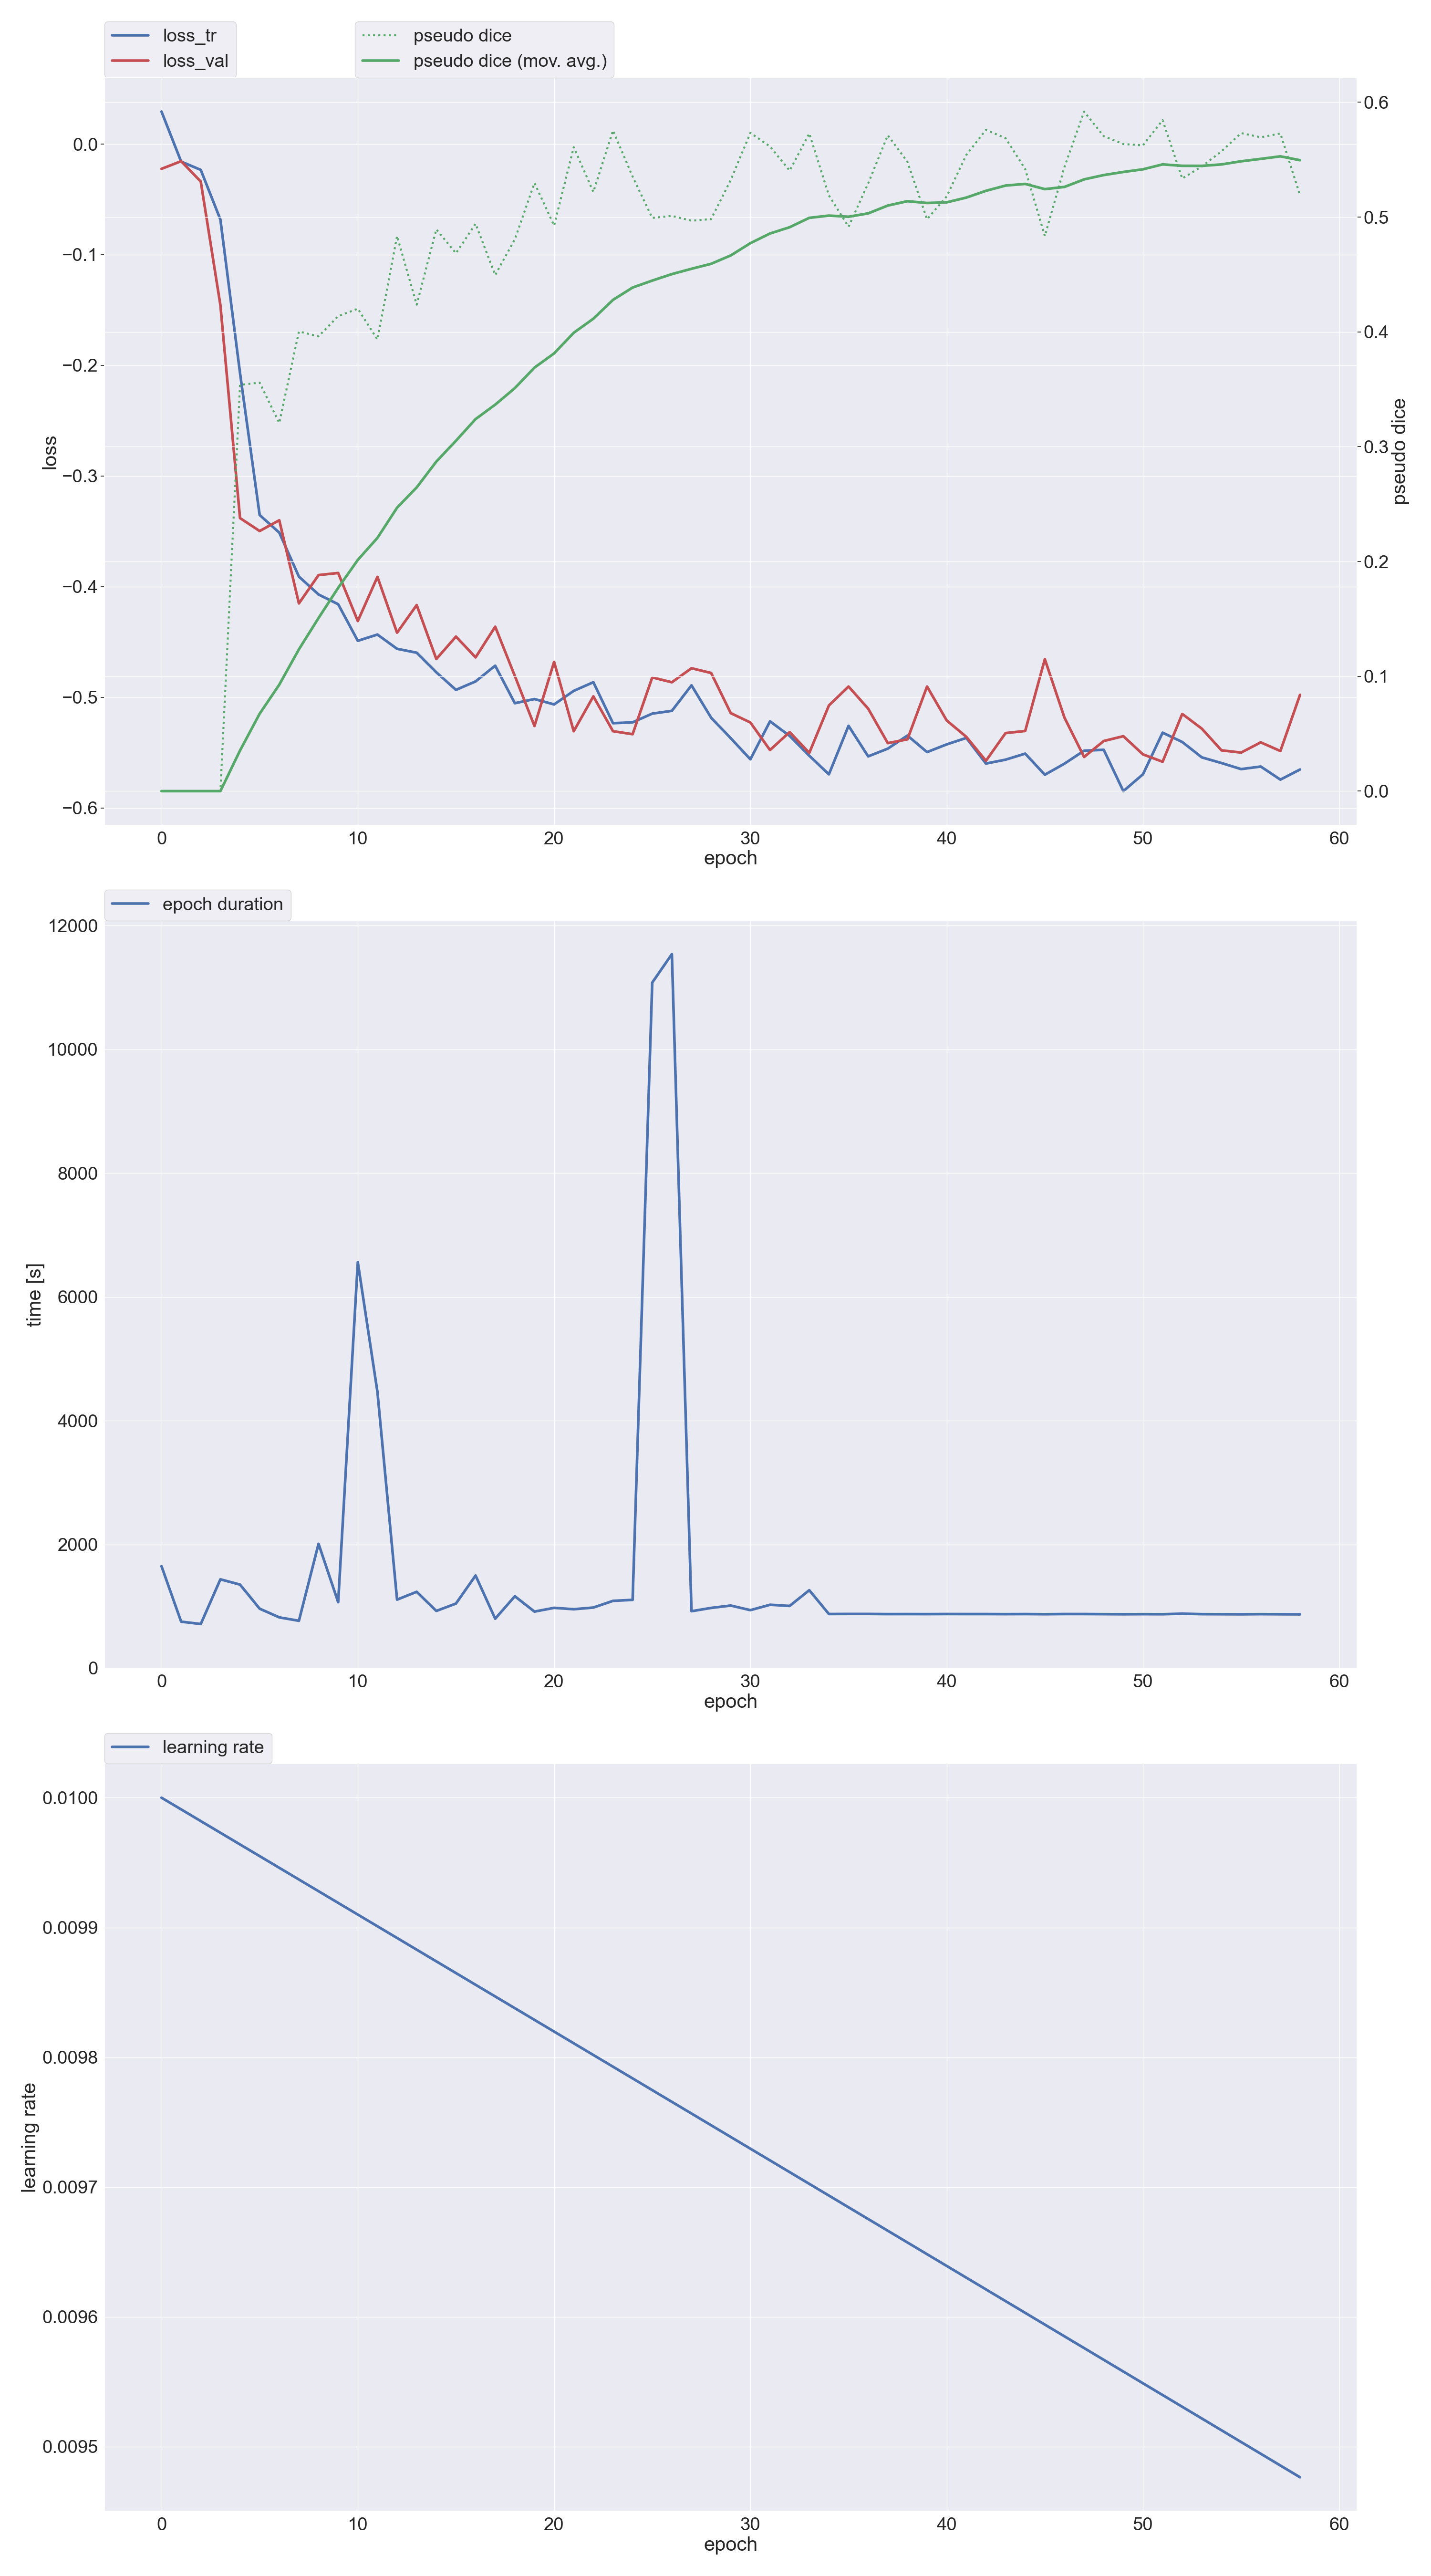 loss_tr
loss_val
pseudo dice
pseudo dice (mov. avg.)
0.0
−0.1
−0.2
−0.3
−0.4
−0.5
−0.6
loss
0.6
0.5
0.4
0.3
0.2
0.1
0.0
pseudo dice
0 10 20 30 40 50 60
epoch
epoch duration
12000
10000
8000
6000
4000
2000
0
time [s]
0 10 20 30 40 50 60
epoch
learning rate
0.0100
0.0099
0.0098
0.0097
0.0096
0.0095
learning rate
0 10 20 30 40 50 60
epoch